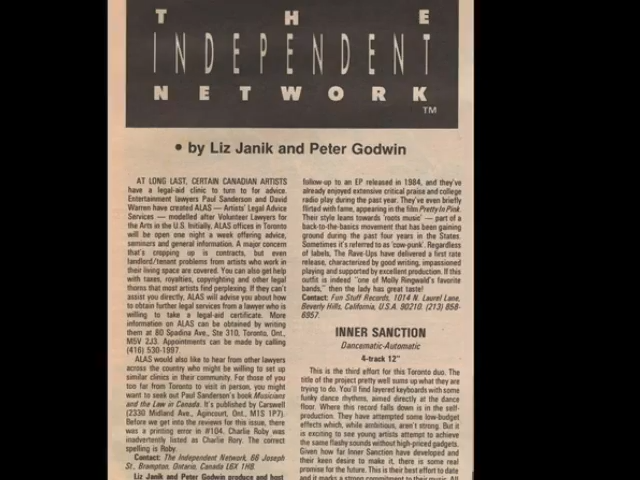 THE
INDEPENDENT
NETWORK
TM
• by Liz Janik and Peter Godwin
AT LONG LAST, CERTAIN CANADIAN ARTISTS
have a legal-aid clinic to turn to for advice.
Entertainment lawyers Paul Sanderson and David
Warren have created ALAS — Artists' Legal Advice
Services — modelled after Volunteer Lawyers for
the Arts in the U.S. Initially, ALAS offices in Toronto
will be open one night a week offering advice,
seminars and general information. A major concern
that's cropping up is contracts, but even
landlord/tenant problems from artists who work in
their living space are covered. You can also get help
with taxes, royalties, copyrighting and other legal
thorns that most artists find perplexing. If they can't
assist you directly, ALAS will advise you about how
to obtain further legal services from a lawyer who is
willing to take a legal-aid certificate. More
information on ALAS can be obtained by writing
them at 80 Spadina Ave., Ste 310, Toronto, Ont.,
M5V 2J3. Appointments can be made by calling
(416) 530-1997.
ALAS would also like to hear from other lawyers
across the country who might be willing to set up
similar clinics in their community. For those of you
too far from Toronto to visit in person, you might
want to seek out Paul Sanderson's book Musicians
and the Law in Canada. It's published by Carswell
(2330 Midland Ave., Agincourt, Ont., M1S 1P7).
Before we get into the reviews for this issue, there
was a printing error in #104. Charlie Roby was
inadvertently listed as Charlie Rory. The correct
spelling is Roby.
Contact: The Independent Network, 66 Joseph
St., Brampton, Ontario, Canada L6X 1H8.
Liz Janik and Peter Godwin produce and host
follow-up to an EP released in 1984, and they've
already enjoyed extensive critical praise and college
radio play during the past year. They've even briefly
flirted with fame, appearing in the film Pretty In Pink.
Their style leans towards 'roots music' — part of a
back-to-the-basics movement that has been gaining
ground during the past four years in the States.
Sometimes it's referred to as 'cow-punk'. Regardless
of labels, The Rave-Ups have delivered a first rate
release, characterized by good writing, impassioned
playing and supported by excellent production. If this
outfit is indeed "one of Molly Ringwald's favorite
bands," then the lady has great taste!
Contact: Fun Stuff Records, 1014 N. Laurel Lane,
Beverly Hills, California, U.S.A. 90210. (213) 858-
6957.
INNER SANCTION
Dancematic-Automatic
4-track 12"
This is the third effort for this Toronto duo. The
title of the project pretty well sums up what they are
trying to do. You'll find layered keyboards with some
funky dance rhythms, aimed directly at the dance
floor. Where this record falls down is in the self-
production. They have attempted some low-budget
effects which, while ambitious, aren't strong. But it
is exciting to see young artists attempt to achieve
the same flashy sounds without high-priced gadgets.
Given how far Inner Sanction have developed and
their keen desire to make it, there is some real
promise for the future. This is their best effort to date
and it marks a strong commitment to their music. All